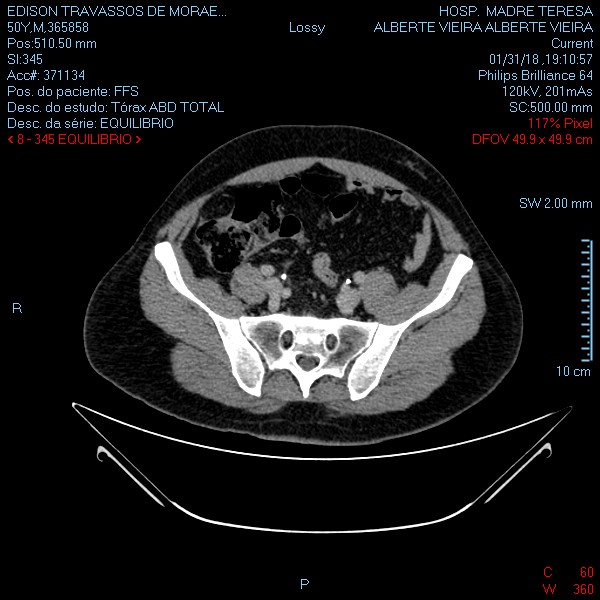 EDISON TRAVASSOS DE MORAE...
50Y,M,365858
Pos:510.50 mm
SI:345
Acc#: 371134
Pos. do paciente: FFS
Desc. do estudo: Tórax ABD TOTAL
Desc. da série: EQUILIBRIO
< 8 - 345 EQUILIBRIO >
Lossy
HOSP. MADRE TERESA
ALBERTE VIEIRA ALBERTE VIEIRA
Current
01/31/18 ,19:10:57
Philips Brilliance 64
120kV, 201mAs
SC:500.00 mm
117% Pixel
DFOV 49.9 x 49.9 cm
SW 2.00 mm
R
10 cm
P
C 60
W 360